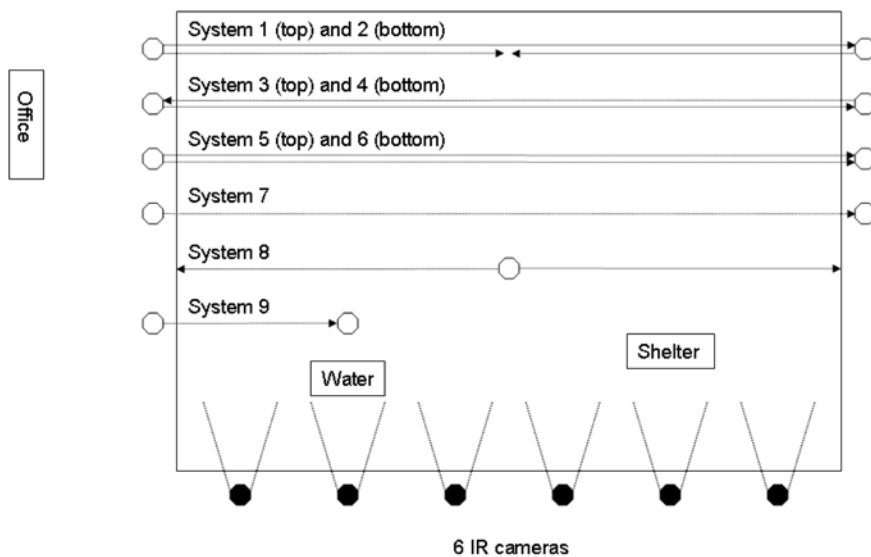 System 1 (top) and 2 (bottom)
System 3 (top) and 4 (bottom)
Office
System 5 (top) and 6 (bottom)
System 7
System 8
System 9
Shelter
Water
6 IR cameras